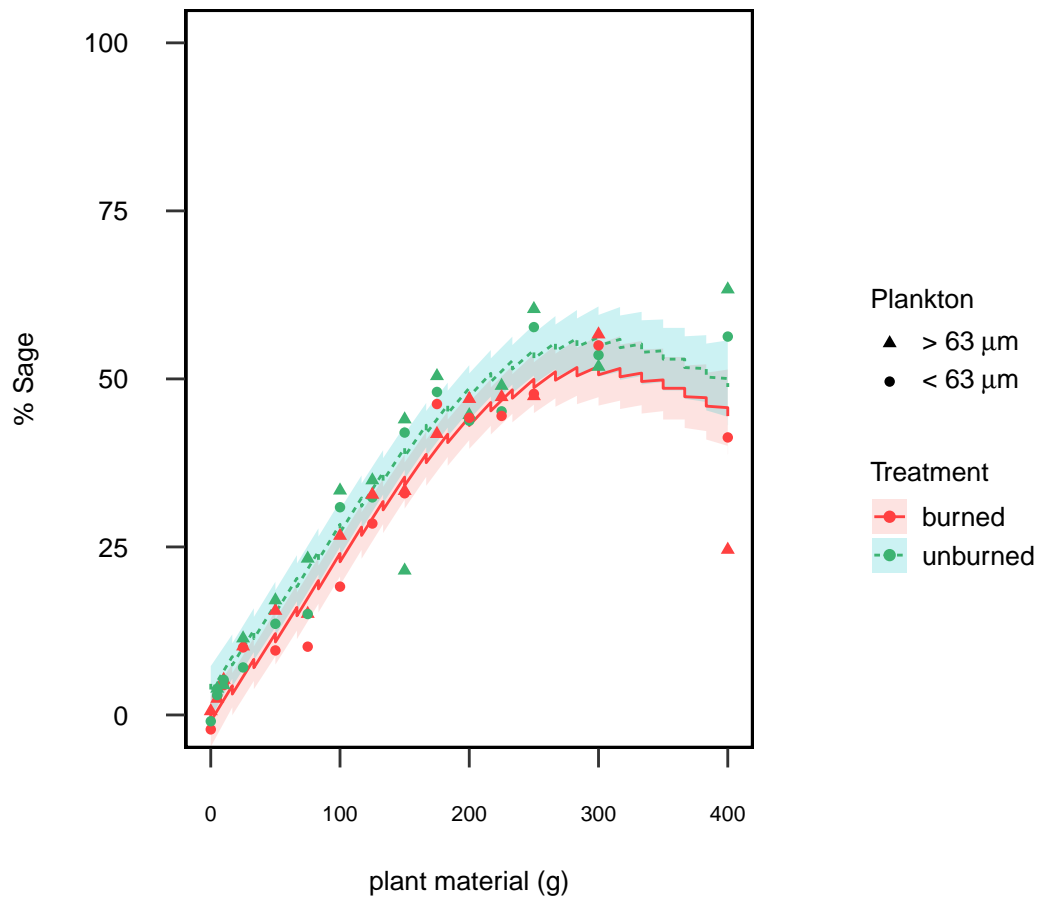 100
75
50
25
0
% Sage
0 100 200 300 400
plant material (g)
Plankton
> 63 μm
< 63 μm
Treatment
burned
unburned